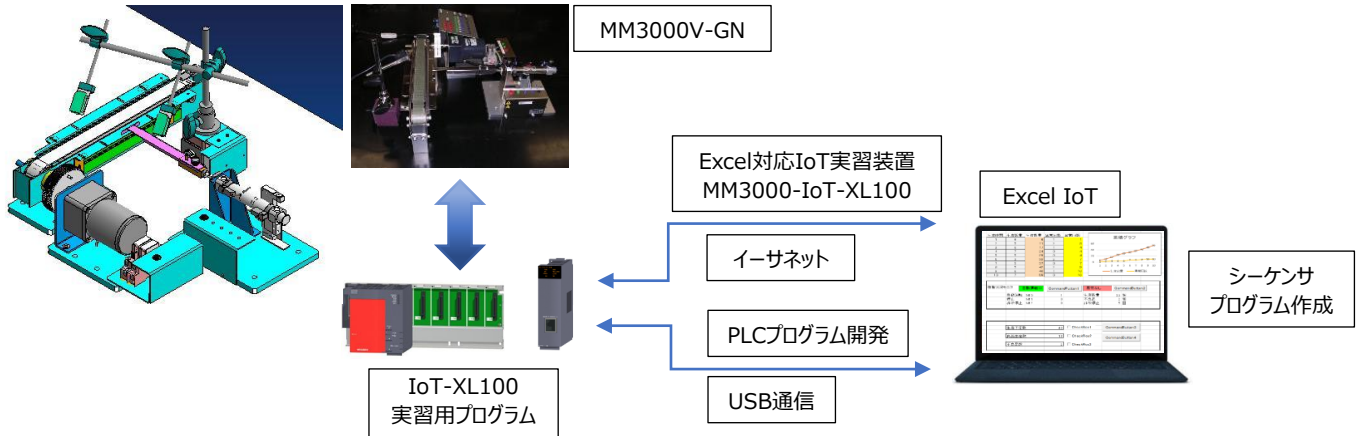 MM3000V-GN
Excel対応IoT実習装置
MM3000-IoT-XL100
Excel IoT
イーサネット
シーケンサ
プログラム作成
PLCプログラム開発
IoT-XL100
実習用プログラム
USB通信